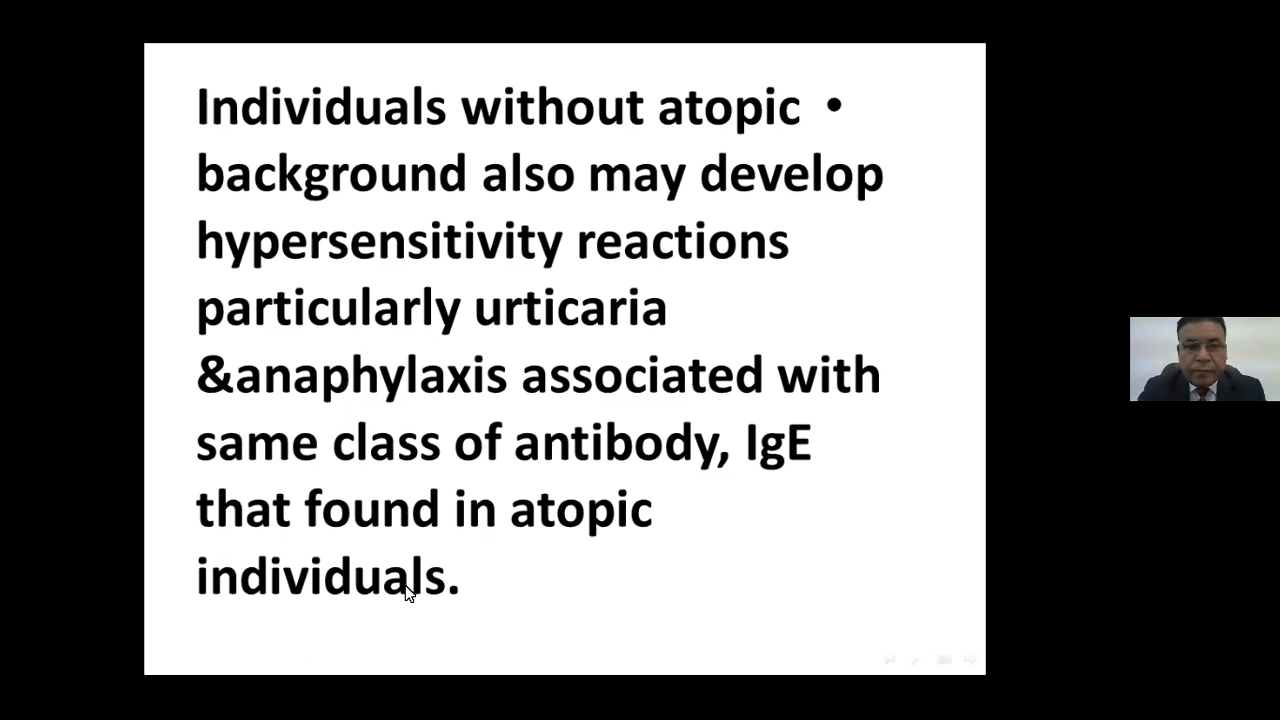 Individuals without atopic •
background also may develop
hypersensitivity reactions
particularly urticaria
&anaphylaxis associated with
same class of antibody, IgE
that found in atopic
individuals.